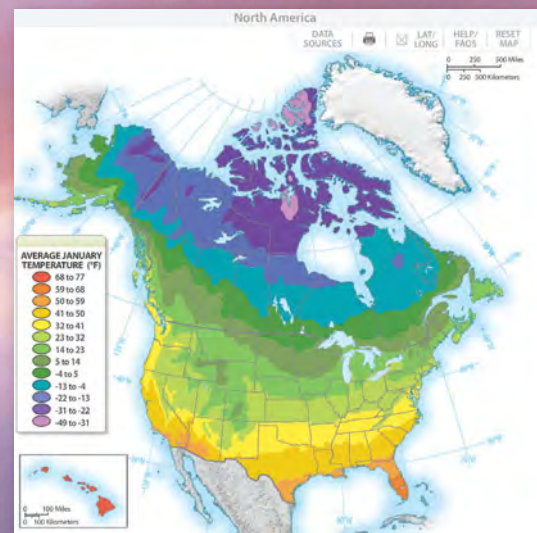 North America
DATA SOURCES
LAT/LONG
HELP/FAQS
RESET MAP
0 250 500 Miles
0 250 500 Kilometers
AVERAGE JANUARY
TEMPERATURE (°F)
68 to 77
59 to 68
50 to 59
41 to 50
32 to 41
23 to 32
14 to 23
5 to 14
-4 to 5
-13 to -4
-22 to -13
-31 to -22
-49 to -31
0 100 Miles
0 100 Kilometers